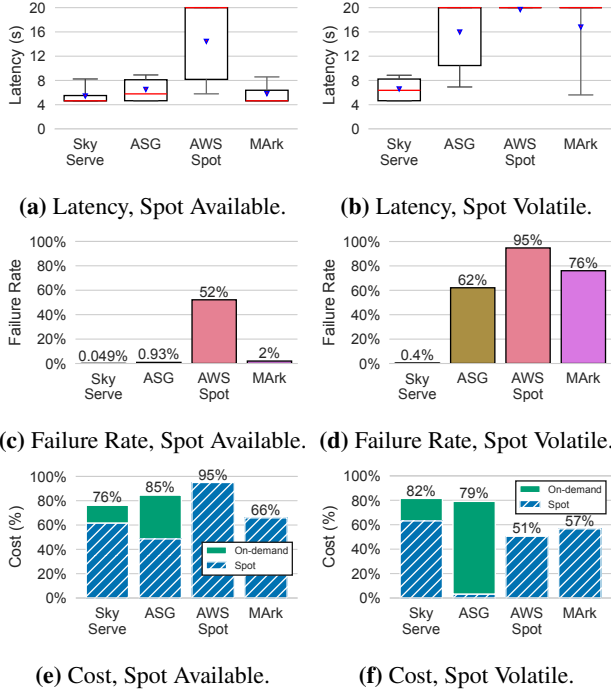 20
16
12
8
4
0
Latency (s)
Sky Serve
ASG
AWS Spot
MArk
20
16
12
8
4
0
Latency (s)
Sky Serve
ASG
AWS Spot
MArk
(a) Latency, Spot Available.
(b) Latency, Spot Volatile.
100%
80%
60%
40%
20%
0%
Failure Rate
0.049%
0.93%
52%
2%
Sky Serve
ASG
AWS Spot
MArk
100%
80%
60%
40%
20%
0%
Failure Rate
0.4%
62%
95%
76%
Sky Serve
ASG
AWS Spot
MArk
(c) Failure Rate, Spot Available.
(d) Failure Rate, Spot Volatile.
100%
80%
60%
40%
20%
0%
Cost (%)
76%
85%
95%
66%
On-demand
Spot
Sky Serve
ASG
AWS Spot
MArk
100%
80%
60%
40%
20%
0%
Cost (%)
82%
79%
51%
57%
On-demand
Spot
Sky Serve
ASG
AWS Spot
MArk
(e) Cost, Spot Available.
(f) Cost, Spot Volatile.